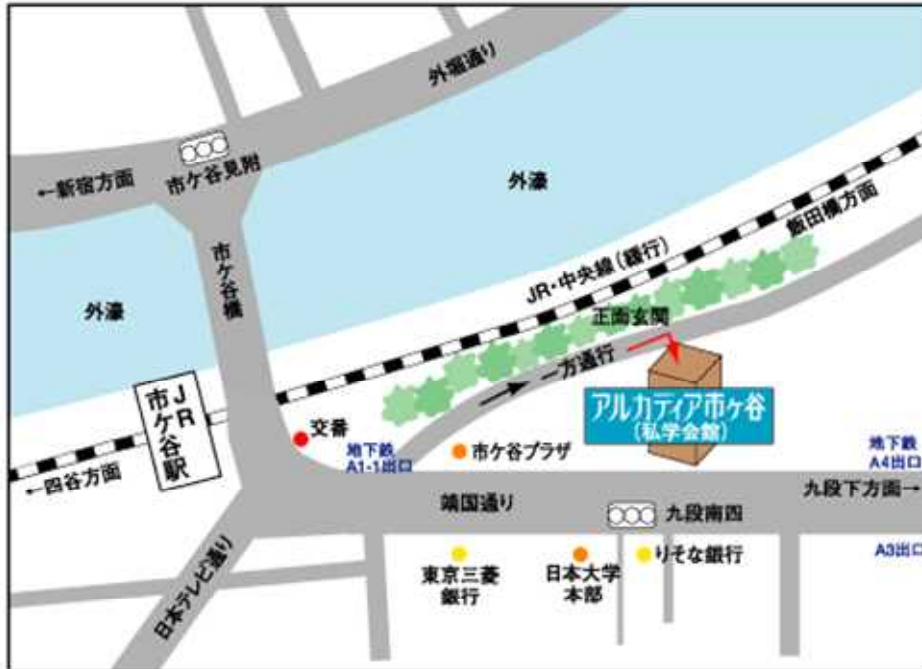 外堀通り
←新宿方面
市ケ谷見附
外濠
飯田橋方面
市ケ谷橋
JR・中央線(緩行)
外濠
正面玄関
一方通行
アルカディア市ヶ谷
(私学会館)
JR
市ケ谷駅
交番
地下鉄
A1-1出口
市ケ谷プラザ
地下鉄
A4出口
←四谷方面
九段下方面→
靖国通り
九段南四
日本テレビ通り
東京三菱
銀行
日本大学
本部
りそな銀行
A3出口